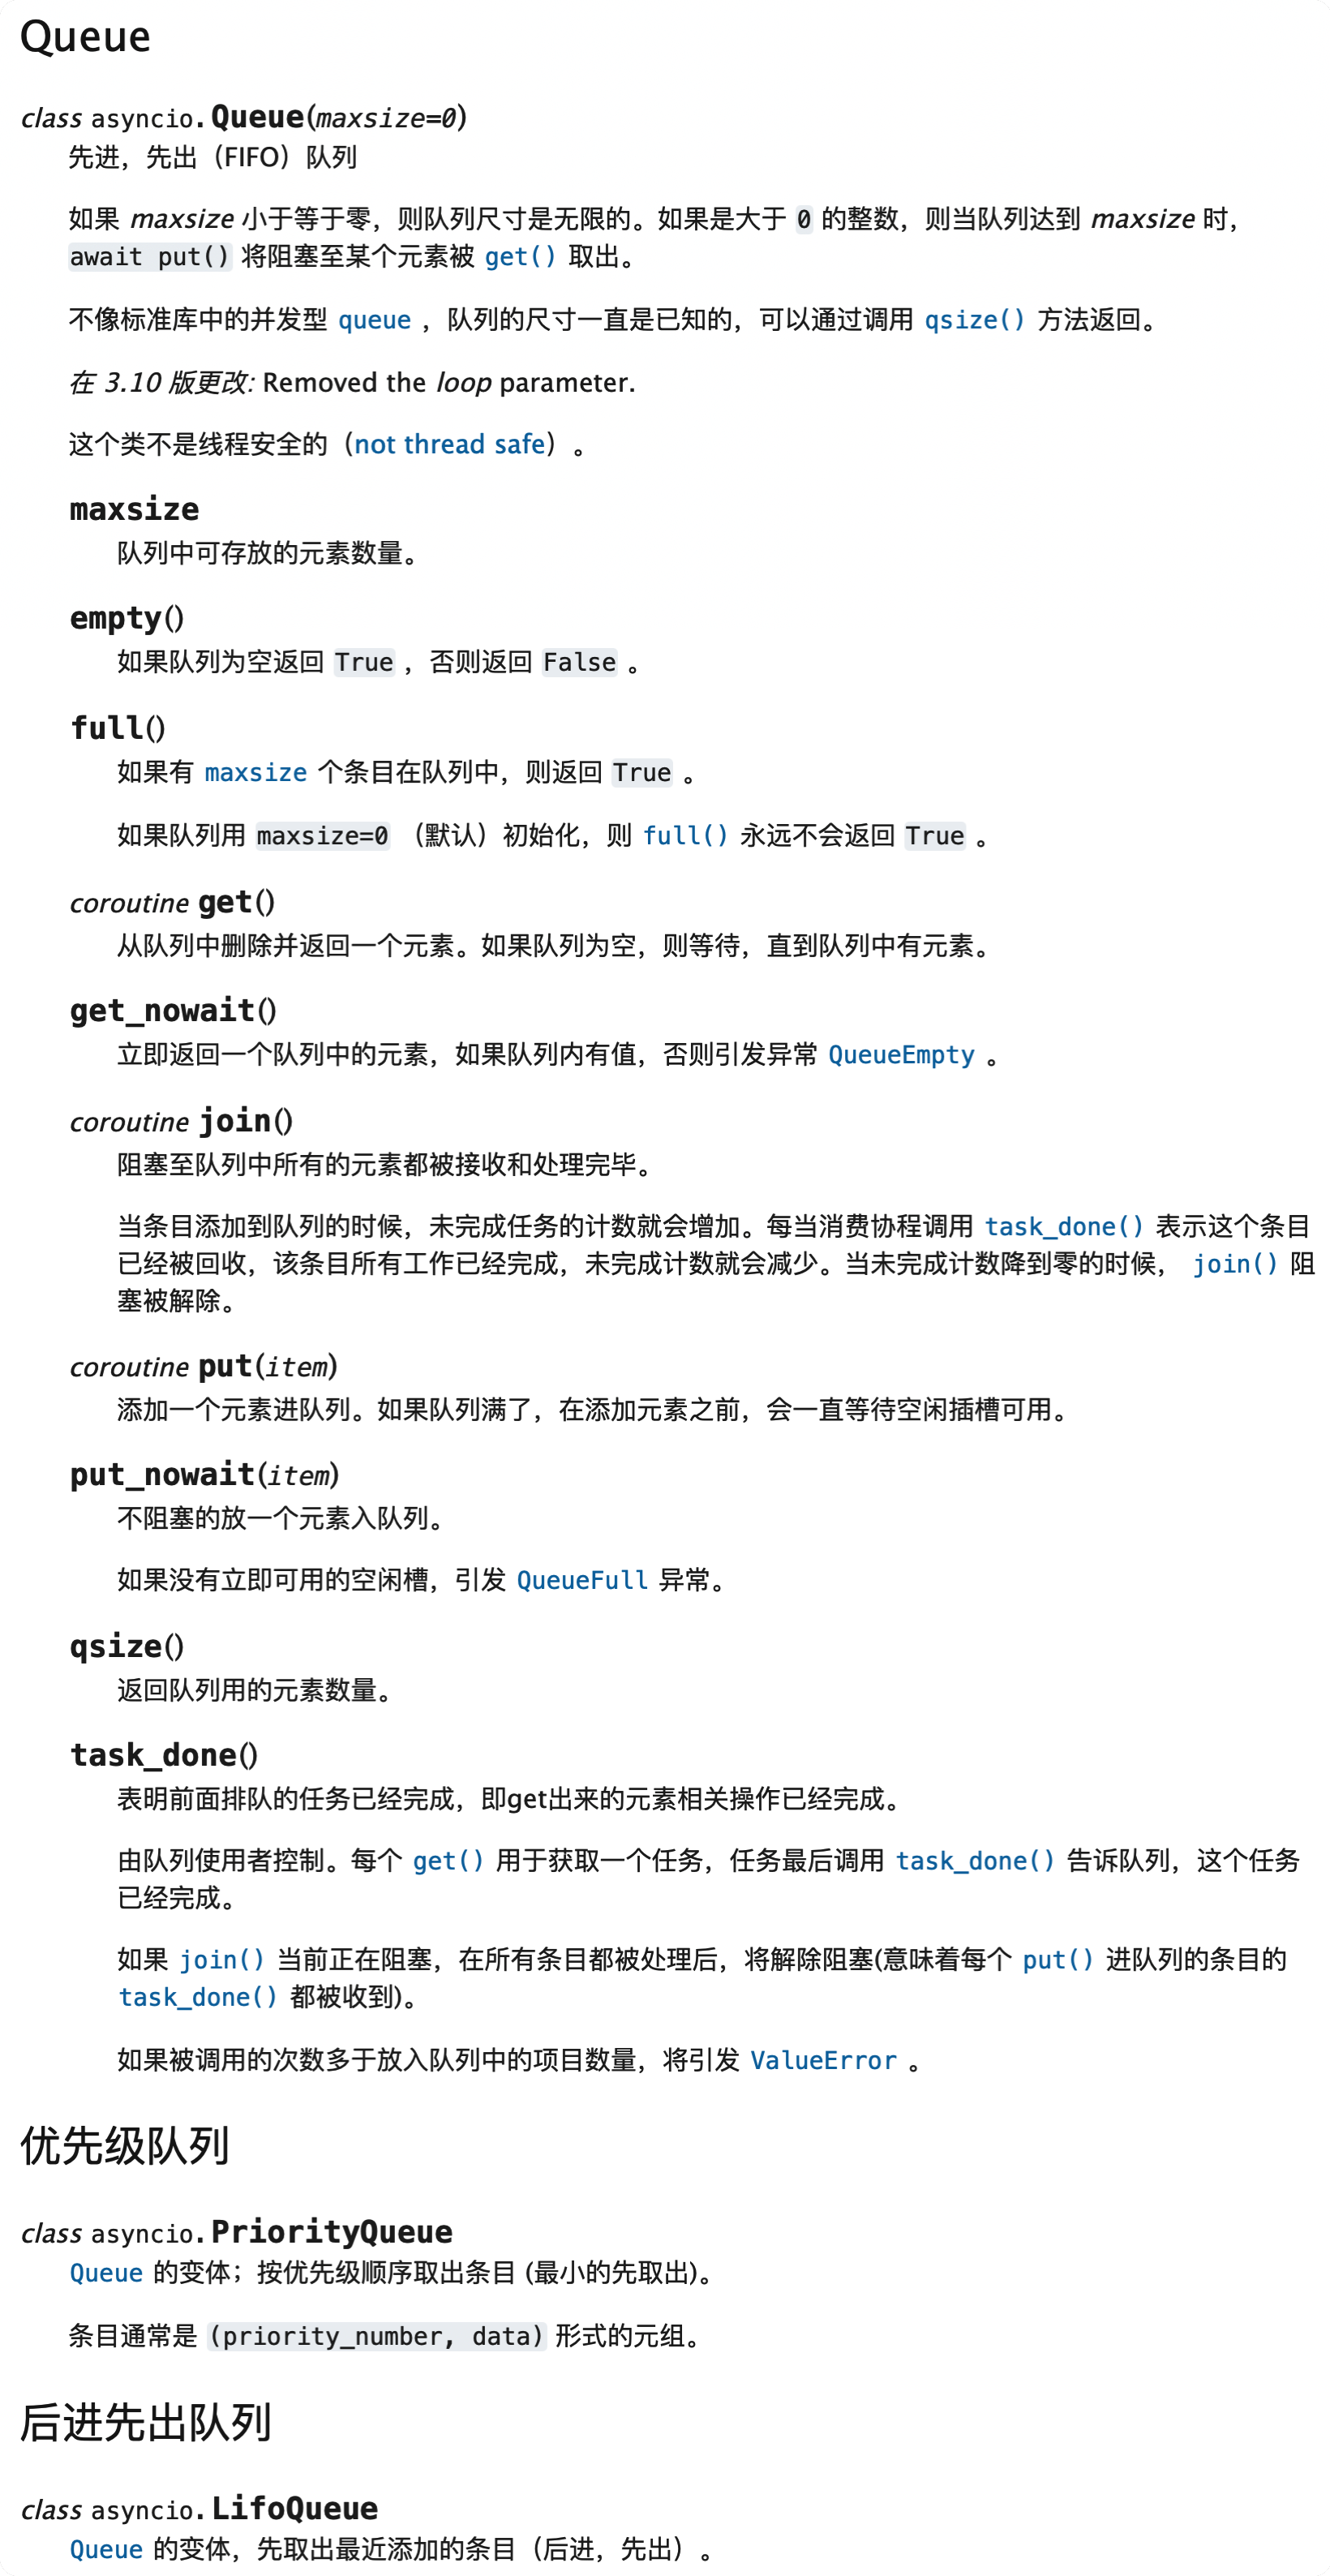 Queue
class asyncio.Queue(maxsize=0)
先进，先出（FIFO）队列
如果 maxsize 小于等于零，则队列尺寸是无限的。如果是大于 0 的整数，则当队列达到 maxsize 时，
await put() 将阻塞至某个元素被 get() 取出。
不像标准库中的并发型 queue ，队列的尺寸一直是已知的，可以通过调用 qsize() 方法返回。
在 3.10 版更改: Removed the loop parameter.
这个类不是线程安全的（not thread safe）。
maxsize
队列中可存放的元素数量。
empty()
如果队列为空返回 True ，否则返回 False 。
full()
如果有 maxsize 个条目在队列中，则返回 True 。
如果队列用 maxsize=0 （默认）初始化，则 full() 永远不会返回 True 。
coroutine get()
从队列中删除并返回一个元素。如果队列为空，则等待，直到队列中有元素。
get_nowait()
立即返回一个队列中的元素，如果队列内有值，否则引发异常 QueueEmpty 。
coroutine join()
阻塞至队列中所有的元素都被接收和处理完毕。
当条目添加到队列的时候，未完成任务的计数就会增加。每当消费协程调用 task_done() 表示这个条目
已经被回收，该条目所有工作已经完成，未完成计数就会减少。当未完成计数降到零的时候， join() 阻
塞被解除。
coroutine put(item)
添加一个元素进队列。如果队列满了，在添加元素之前，会一直等待空闲插槽可用。
put_nowait(item)
不阻塞的放一个元素入队列。
如果没有立即可用的空闲槽，引发 QueueFull 异常。
qsize()
返回队列用的元素数量。
task_done()
表明前面排队的任务已经完成，即get出来的元素相关操作已经完成。
由队列使用者控制。每个 get() 用于获取一个任务，任务最后调用 task_done() 告诉队列，这个任务
已经完成。
如果 join() 当前正在阻塞，在所有条目都被处理后，将解除阻塞(意味着每个 put() 进队列的条目的
task_done() 都被收到)。
如果被调用的次数多于放入队列中的项目数量，将引发 ValueError 。
优先级队列
class asyncio.PriorityQueue
Queue 的变体；按优先级顺序取出条目 (最小的先取出)。
条目通常是 (priority_number, data) 形式的元组。
后进先出队列
class asyncio.LifoQueue
Queue 的变体，先取出最近添加的条目（后进，先出）。